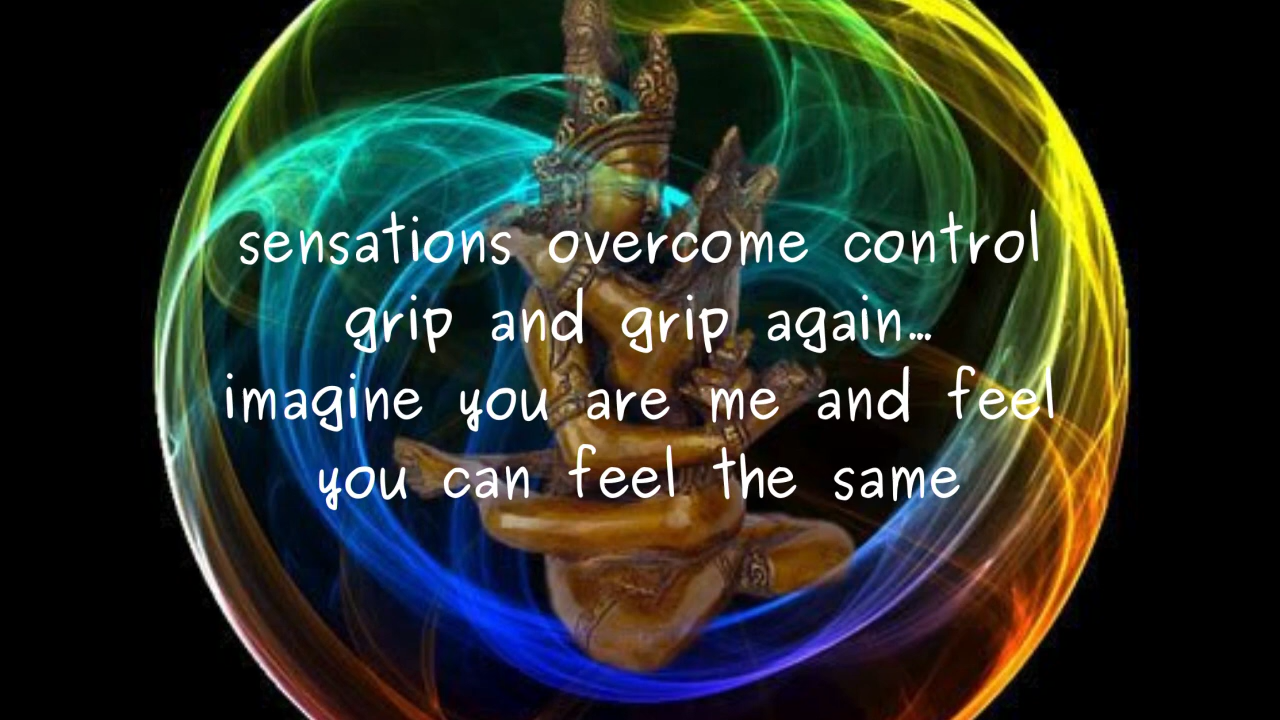 sensations overcome control
grip and grip again...
imagine you are me and feel
you can feel the same